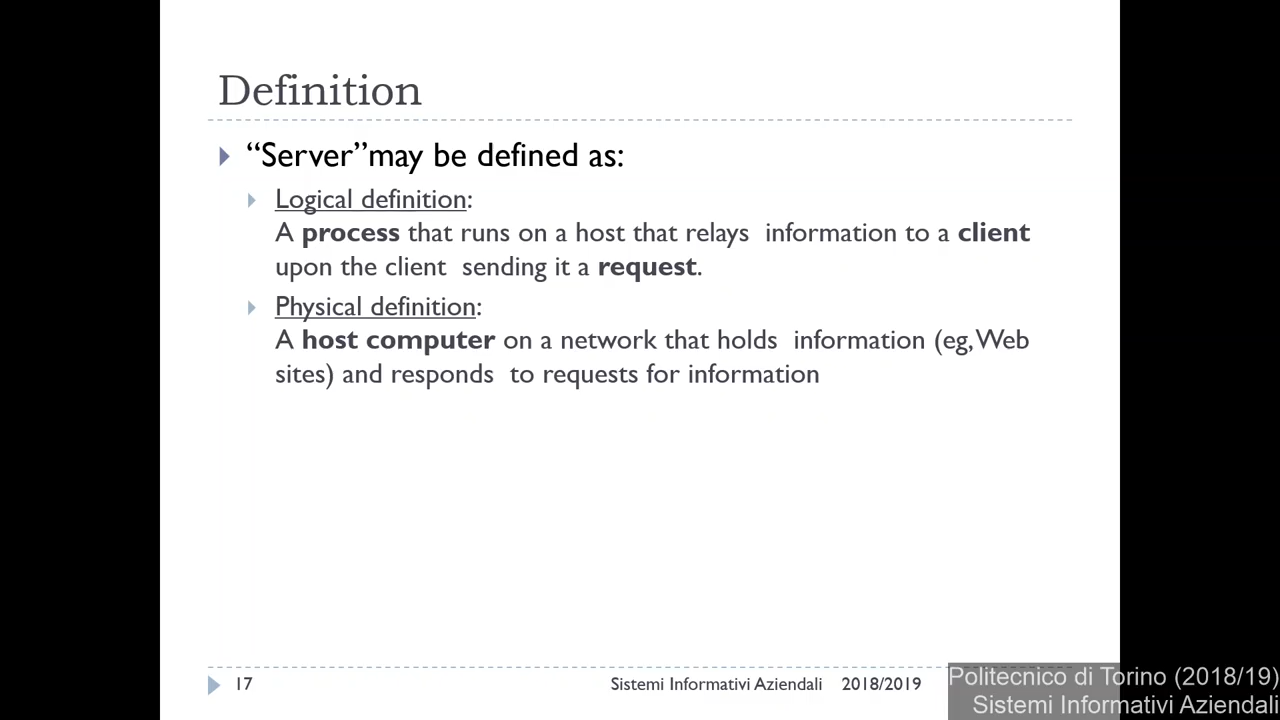 Definition
“Server”may be defined as:
Logical definition:
A process that runs on a host that relays information to a client
upon the client sending it a request.
Physical definition:
A host computer on a network that holds information (eg, Web
sites) and responds to requests for information
17
Sistemi Informativi Aziendali 2018/2019
Politecnico di Torino (2018/19)
Sistemi Informativi Aziendali